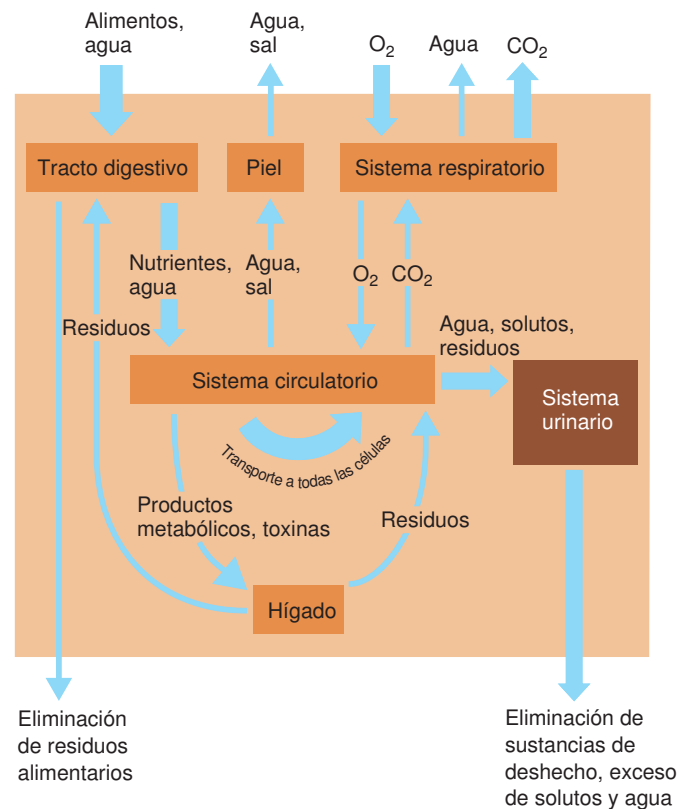 Alimentos,
agua
Agua,
sal
O₂
Agua
CO₂
Tracto digestivo
Piel
Sistema respiratorio
Nutrientes,
agua
Agua,
sal
O₂
CO₂
Residuos
Agua, solutos,
residuos
Sistema circulatorio
Sistema
urinario
Transporte a todas las células
Productos
metabólicos, toxinas
Residuos
Hígado
Eliminación
de residuos
alimentarios
Eliminación de
sustancias de
deshecho, exceso
de solutos y agua